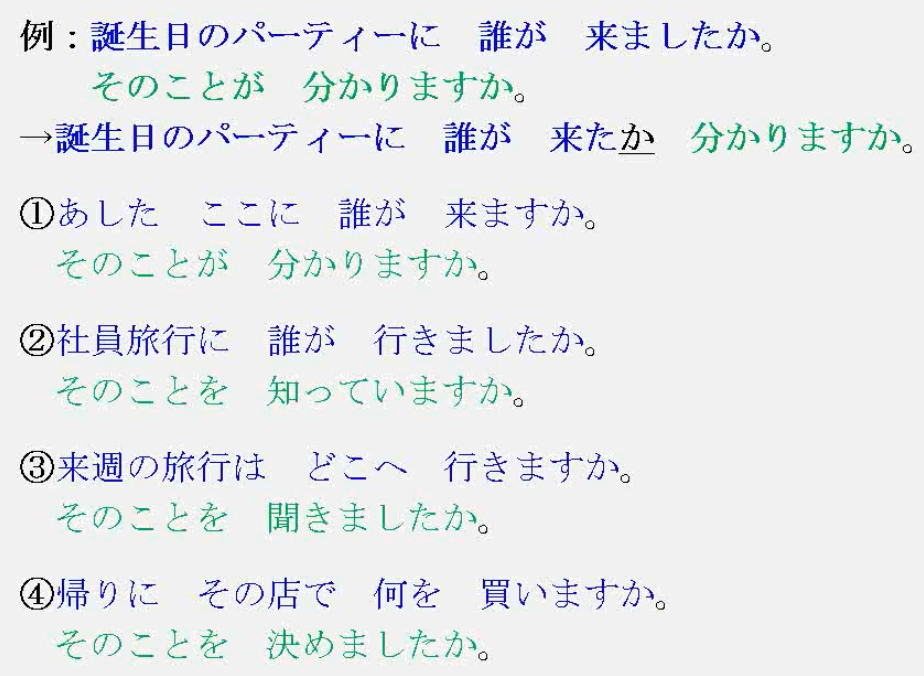 例：誕生日のパーティーに　誰が　来ましたか。
そのことが　分かりますか。
→誕生日のパーティーに　誰が　来たか　分かりますか。
①あした　ここに　誰が　来ますか。
そのことが　分かりますか。
②社員旅行に　誰が　行きましたか。
そのことを　知っていますか。
③来週の旅行は　どこへ　行きますか。
そのことを　聞きましたか。
④帰りに　その店で　何を　買いますか。
そのことを　決めましたか。